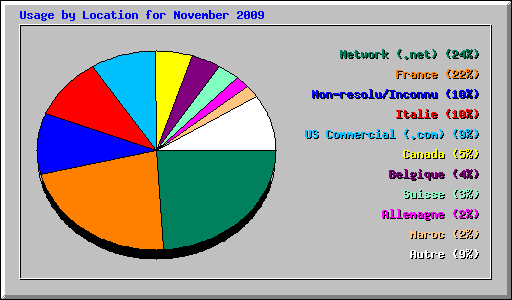 Usage by Location for November 2009
Network (.net) (24%)
France (22%)
Non-resolu/Inconnu (10%)
Italie (10%)
US Commercial (.com) (9%)
Canada (5%)
Belgique (4%)
Suisse (3%)
Allemagne (2%)
Maroc (2%)
Autre (9%)